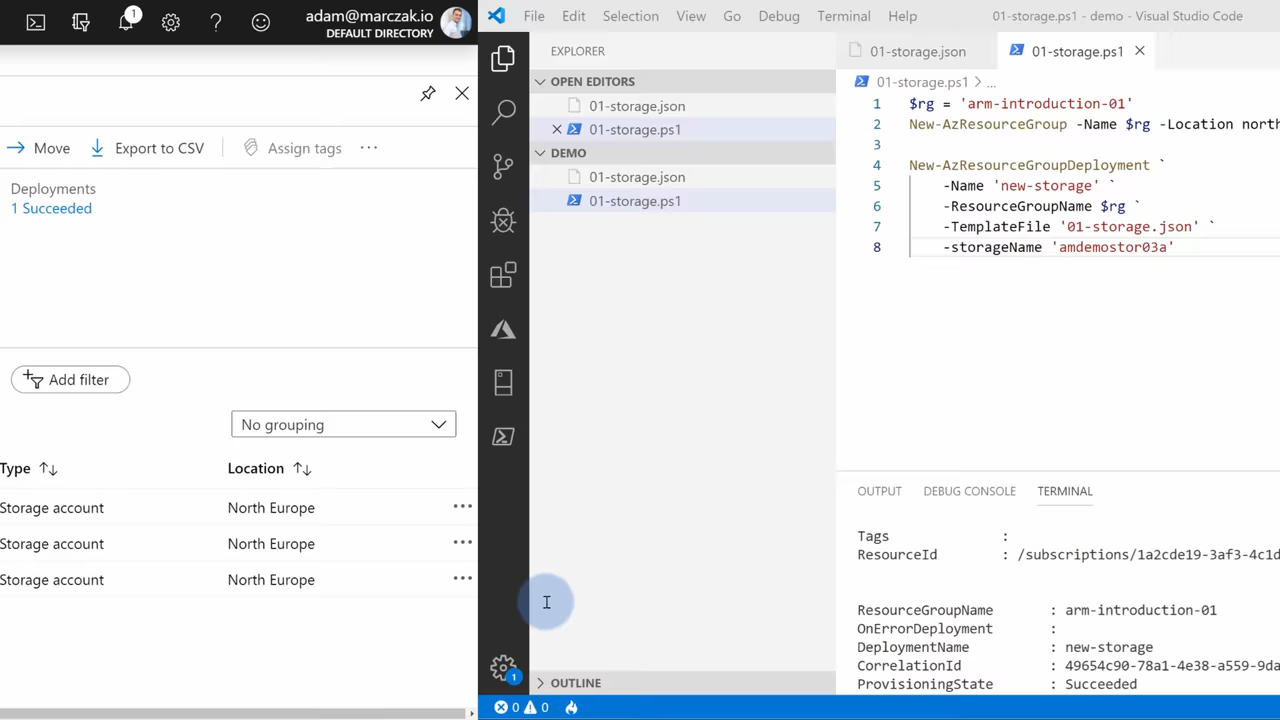 adam@marczak.io
DEFAULT DIRECTORY
1
Move
Export to CSV
Assign tags
Deployments
1 Succeeded
Add filter
No grouping
Type
Location
Storage account North Europe
Storage account North Europe
Storage account North Europe
File Edit Selection View Go Debug Terminal Help 01-storage.ps1 - demo - Visual Studio Code
EXPLORER
OPEN EDITORS
01-storage.json
01-storage.ps1
DEMO
01-storage.json
01-storage.ps1
OUTLINE
1
0 0
01-storage.json 01-storage.ps1
01-storage.ps1 > ...
1 $rg = 'arm-introduction-01'
2 New-AzResourceGroup -Name $rg -Location north
3
4 New-AzResourceGroupDeployment `
5 -Name 'new-storage' `
6 -ResourceGroupName $rg `
7 -TemplateFile '01-storage.json' `
8 -storageName 'amdemostor03a'
OUTPUT DEBUG CONSOLE TERMINAL
Tags :
ResourceId : /subscriptions/1a2cde19-3af3-4c1d
ResourceGroupName : arm-introduction-01
OnErrorDeployment :
DeploymentName : new-storage
CorrelationId : 49654c90-78a1-4e38-a559-9da
ProvisioningState : Succeeded